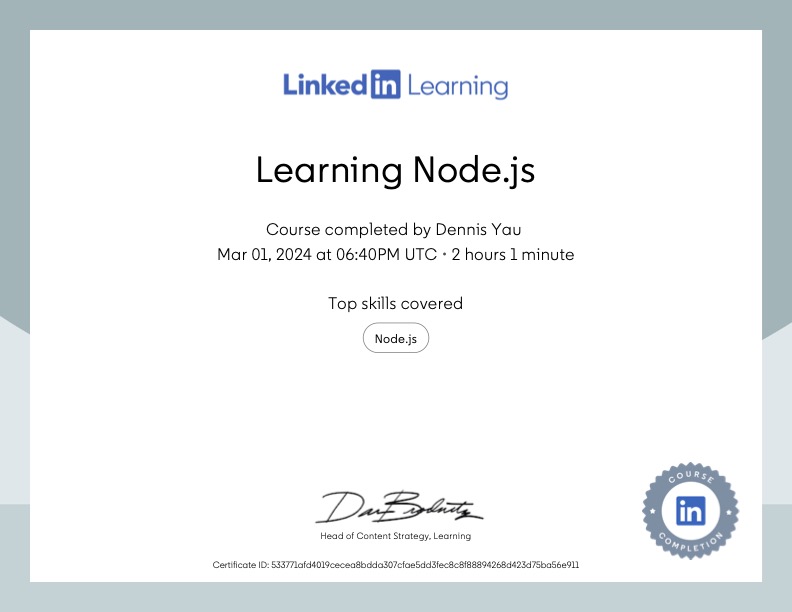 Linked in Learning
Learning Node.js
Course completed by Dennis Yau
Mar 01, 2024 at 06:40PM UTC • 2 hours 1 minute
Top skills covered
Node.js
Head of Content Strategy, Learning
COURSE
in
COMPLETION
Certificate ID: 533771afd4019cecea8bdda307cfae5dd3fec8c8f88894268d423d75ba56e911